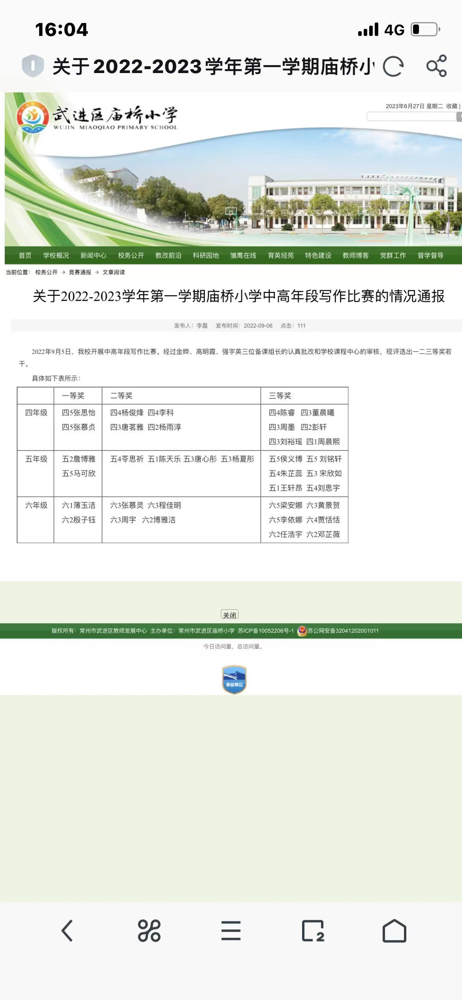 16:04
4G
关于2022-2023学年第一学期庙桥小
武进区庙桥小学
WUJIN MIAOQIAO PRIMARY SCHOOL
1913
2023年6月27日 星期二 收藏 |
首页 学校概况 新闻中心 校务公开 教改前沿 科研园地 雏鹰在线 育英经苑 特色建设 教师博客 党群工作 督学督导
当前位置： 校务公开 → 竞赛通报 → 文章阅读
关于2022-2023学年第一学期庙桥小学中高年段写作比赛的情况通报
发布人：李磊 发布时间：2022-09-06 点击：111
2022年9月5日，我校开展中高年段写作比赛。经过金晔、高明霞、强宇英三位备课组长的认真批改和学校课程中心的审核，现评选出一二三等奖若
干。
具体如下表所示：
一等奖 二等奖 三等奖
四年级 四5张思怡 四4杨俊烽 四4李科 四4陈睿 四3董晨曦
四5张慕贞 四3唐茗雅 四2杨雨淳 四3周墨 四2彭轩
四3刘裕瑶 四1周晨熙
五年级 五2詹博雅 五4苓思祈 五1陈天乐 五3唐心彤 五3杨夏彤 五5侯义博 五5 刘铭轩
五5马可欣 五4朱芷蕊 五3 宋欣如
五1王轩昂 五4刘思宇
六年级 六1薄玉洁 六3张慕灵 六3程佳明 六5梁安娜 六3黄景贺
六2殷子钰 六3周宇 六2博雅洁 六5李依娜 六4贾恬恬
六2任浩宇 六2邓芷薇
关闭
版权所有：常州市武进区教师发展中心 主办单位：常州市武进区庙桥小学 苏ICP备10052206号-1 苏公网安备32041202001011
今日访问量，总访问量。
事业单位
2